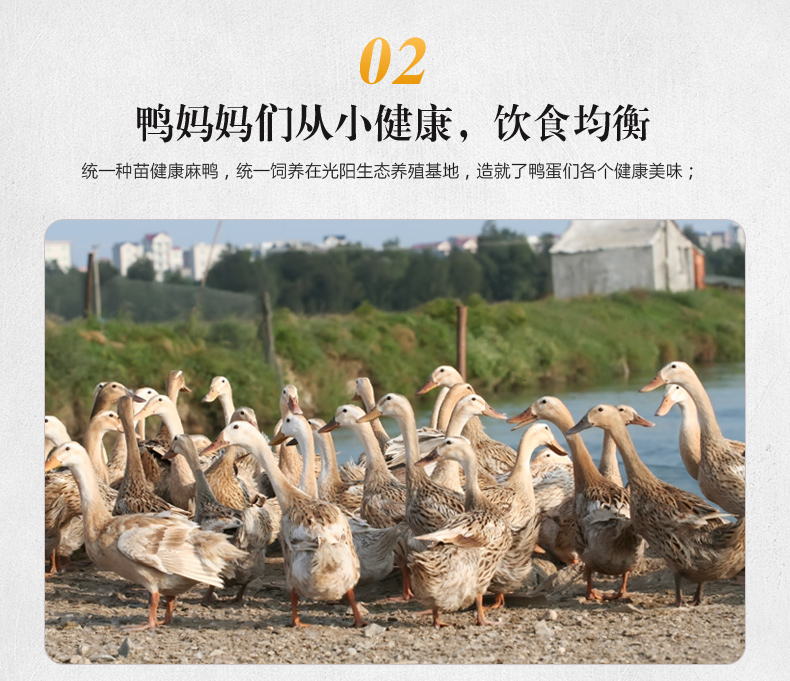 02
鸭妈妈们从小健康，饮食均衡
统一种苗健康麻鸭，统一饲养在光阳生态养殖基地，造就了鸭蛋们各个健康美味；